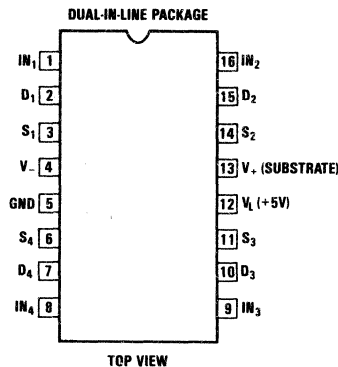 DUAL-IN-LINE PACKAGE
IN₁ 1 16 IN₂
D₁ 2 15 D₂
S₁ 3 14 S₂
V₋ 4 13 V₊ (SUBSTRATE)
GND 5 12 V_L (+5V)
S₄ 6 11 S₃
D₄ 7 10 D₃
IN₄ 8 9 IN₃
TOP VIEW